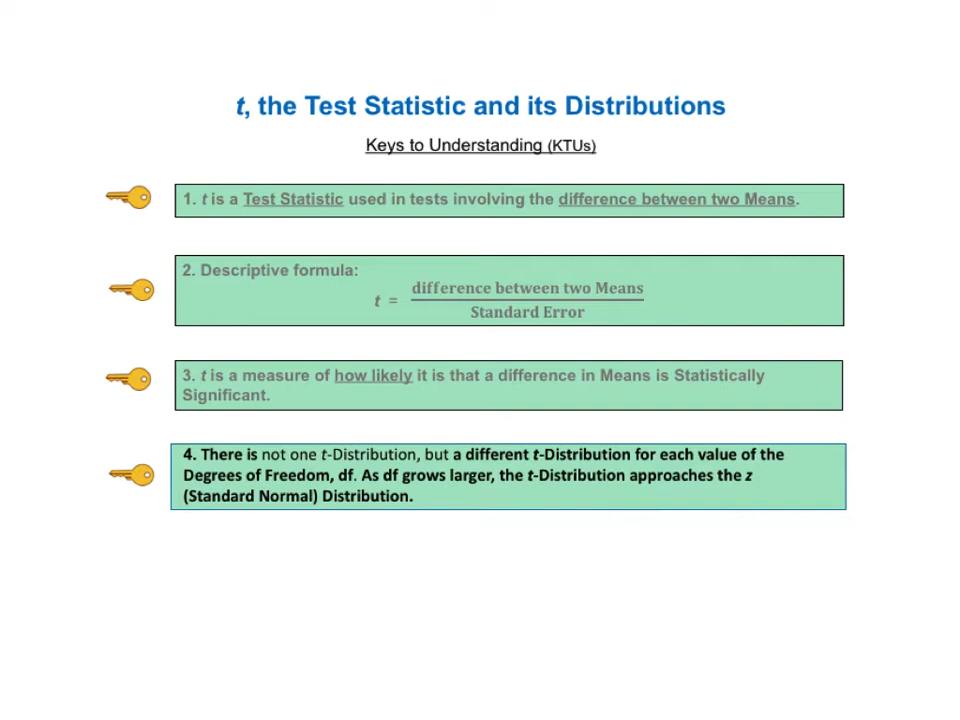 t, the Test Statistic and its Distributions
Keys to Understanding (KTUs)
1. t is a Test Statistic used in tests involving the difference between two Means.
2. Descriptive formula:
t = difference between two Means
Standard Error
3. t is a measure of how likely it is that a difference in Means is Statistically
Significant.
4. There is not one t-Distribution, but a different t-Distribution for each value of the
Degrees of Freedom, df. As df grows larger, the t-Distribution approaches the z
(Standard Normal) Distribution.